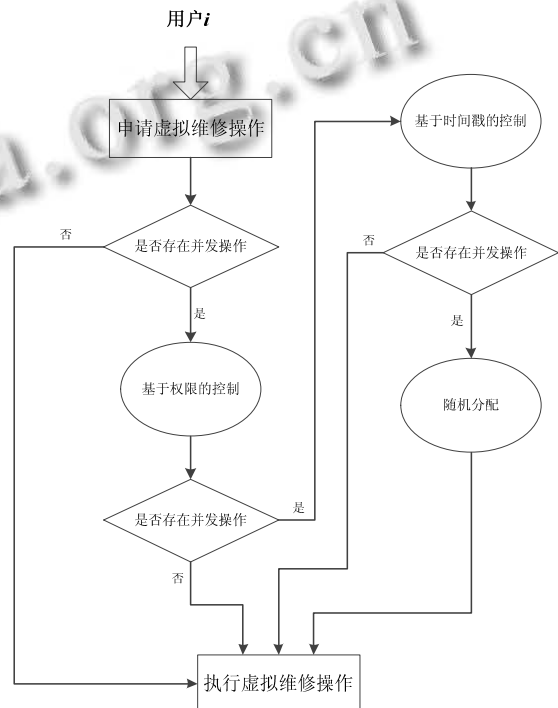 用户i
申请虚拟维修操作
是否存在并发操作
否
是
基于权限的控制
是否存在并发操作
是
否
基于时间戳的控制
是否存在并发操作
否
是
随机分配
执行虚拟维修操作
a.org.cn